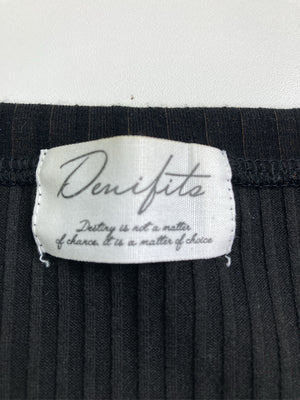 Denifits
Destiny is not a matter
of chance, it is a matter of choice